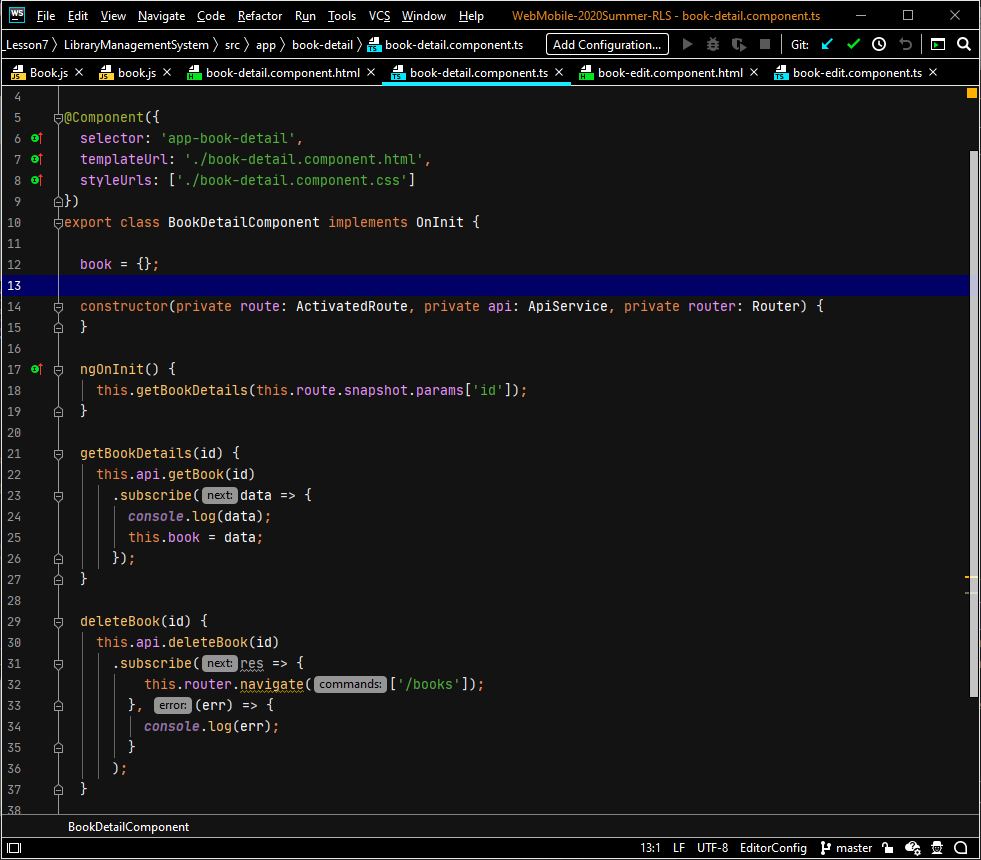 WS File Edit View Navigate Code Refactor Run Tools VCS Window Help WebMobile-2020Summer-RLS - book-detail.component.ts
Lesson7 LibraryManagementSystem src app book-detail TS book-detail.component.ts Add Configuration... Git:
JS Book.js JS book.js H book-detail.component.html TS book-detail.component.ts H book-edit.component.html TS book-edit.component.ts
4
5 @Component({
6 selector: 'app-book-detail',
7 templateUrl: './book-detail.component.html',
8 styleUrls: ['./book-detail.component.css']
9 })
10 export class BookDetailComponent implements OnInit {
11
12 book = {};
13
14 constructor(private route: ActivatedRoute, private api: ApiService, private router: Router) {
15 }
16
17 ngOnInit() {
18 this.getBookDetails(this.route.snapshot.params['id']);
19 }
20
21 getBookDetails(id) {
22 this.api.getBook(id)
23 .subscribe( next: data => {
24 console.log(data);
25 this.book = data;
26 });
27 }
28
29 deleteBook(id) {
30 this.api.deleteBook(id)
31 .subscribe( next: res => {
32 this.router.navigate( commands: ['/books']);
33 }, error: (err) => {
34 console.log(err);
35 }
36 );
37 }
38
BookDetailComponent
13:1 LF UTF-8 EditorConfig master